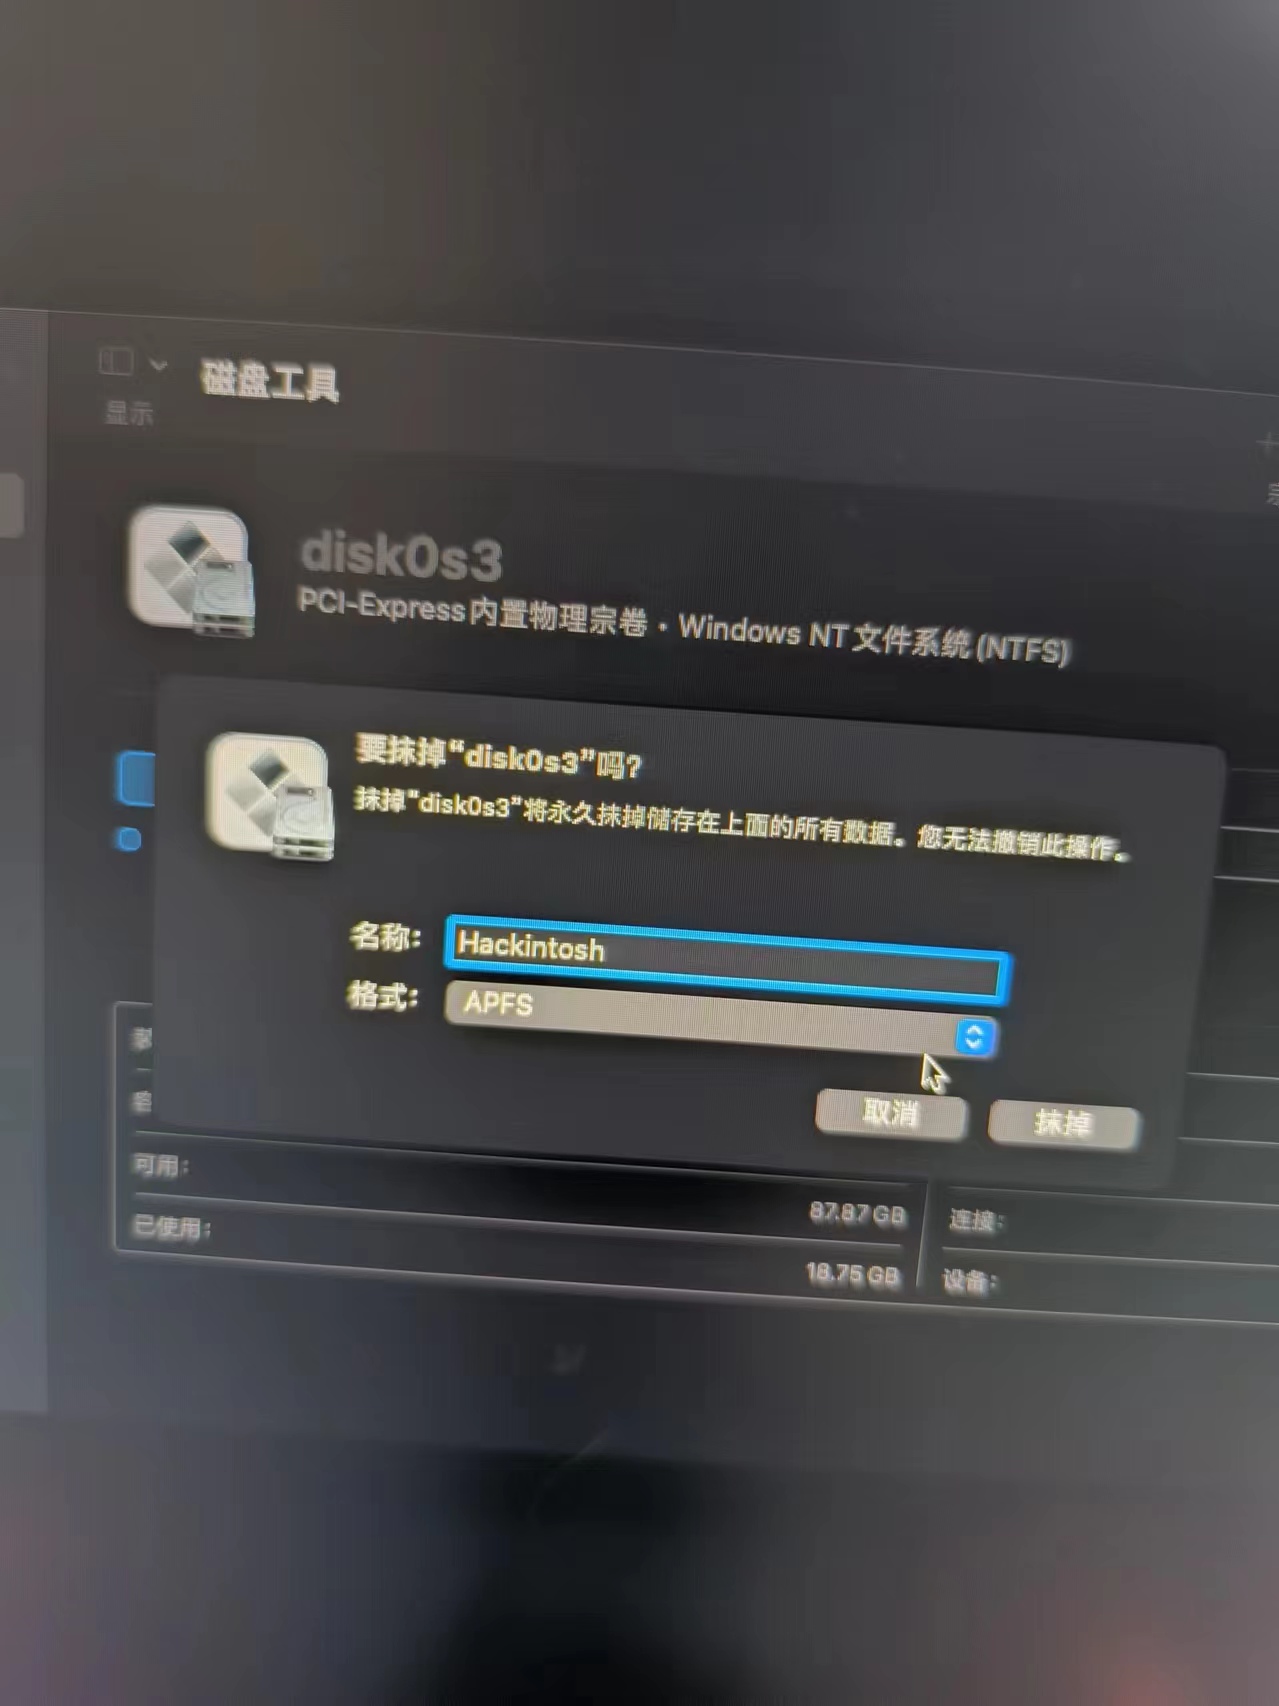 磁盘工具
显示
disk0s3
PCI-Express内置物理宗卷 · Windows NT文件系统(NTFS)
要抹掉“disk0s3”吗?
抹掉“disk0s3”将永久抹掉储存在上面的所有数据。您无法撤销此操作。
名称:
Hackintosh
格式:
APFS
取消
抹掉
可用:
87.87 GB
连接:
已使用:
18.75 GB
设备: